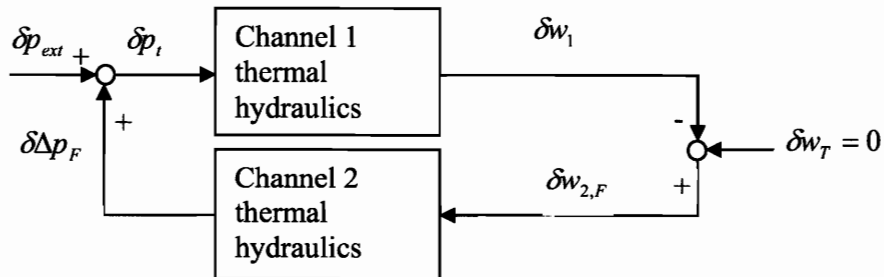 δp_ext +
δp_t
Channel 1
thermal
hydraulics
δw_1
+
-
δΔp_F
δw_T = 0
Channel 2
thermal
hydraulics
δw_2,F
+